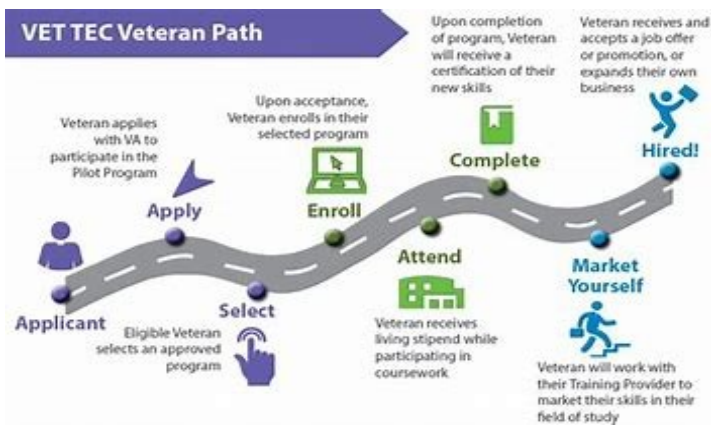 VET TEC Veteran Path
Veteran applies
with VA to
participate in the
Pilot Program
Apply
Applicant
Select
Eligible Veteran
selects an approved
program
Upon acceptance,
Veteran enrolls in their
selected program
Enroll
Attend
Veteran receives
living stipend while
participating in
coursework
Upon completion
of program, Veteran
will receive a
certification of their
new skills
Complete
Market
Yourself
Veteran will work with
their Training Provider to
market their skills in their
field of study
Veteran receives and
accepts a job offer
or promotion, or
expands their own
business
Hired!